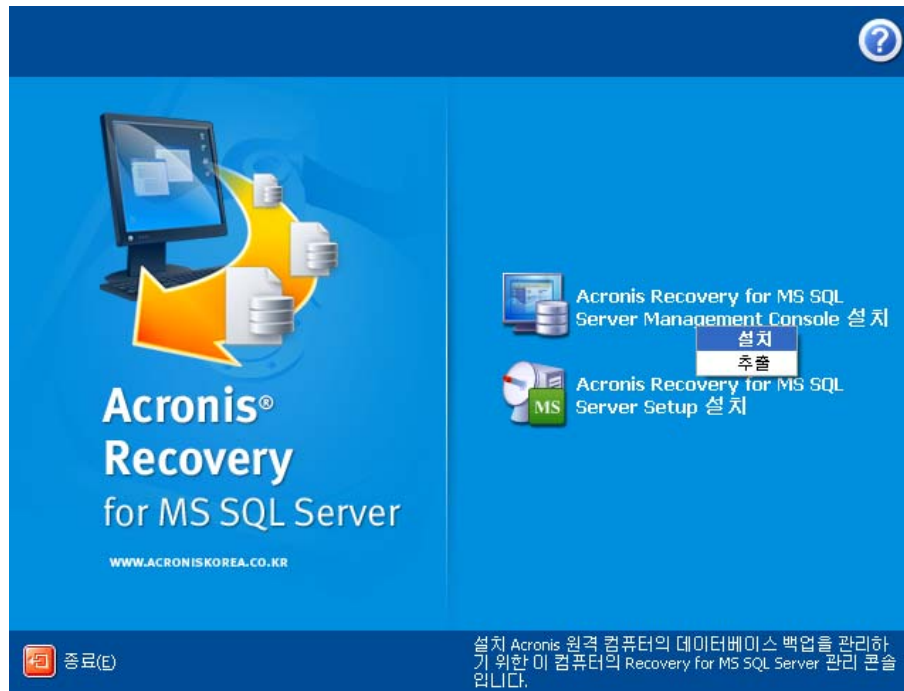 ?
Acronis Recovery for MS SQL
Server Management Console 설치
설치
추출
Acronis Recovery for MS SQL
Server Setup 설치
MS
Acronis®
Recovery
for MS SQL Server
WWW.ACRONISKOREA.CO.KR
종료(E)
설치 Acronis 원격 컴퓨터의 데이터베이스 백업을 관리하
기 위한 이 컴퓨터의 Recovery for MS SQL Server 관리 콘솔
입니다.